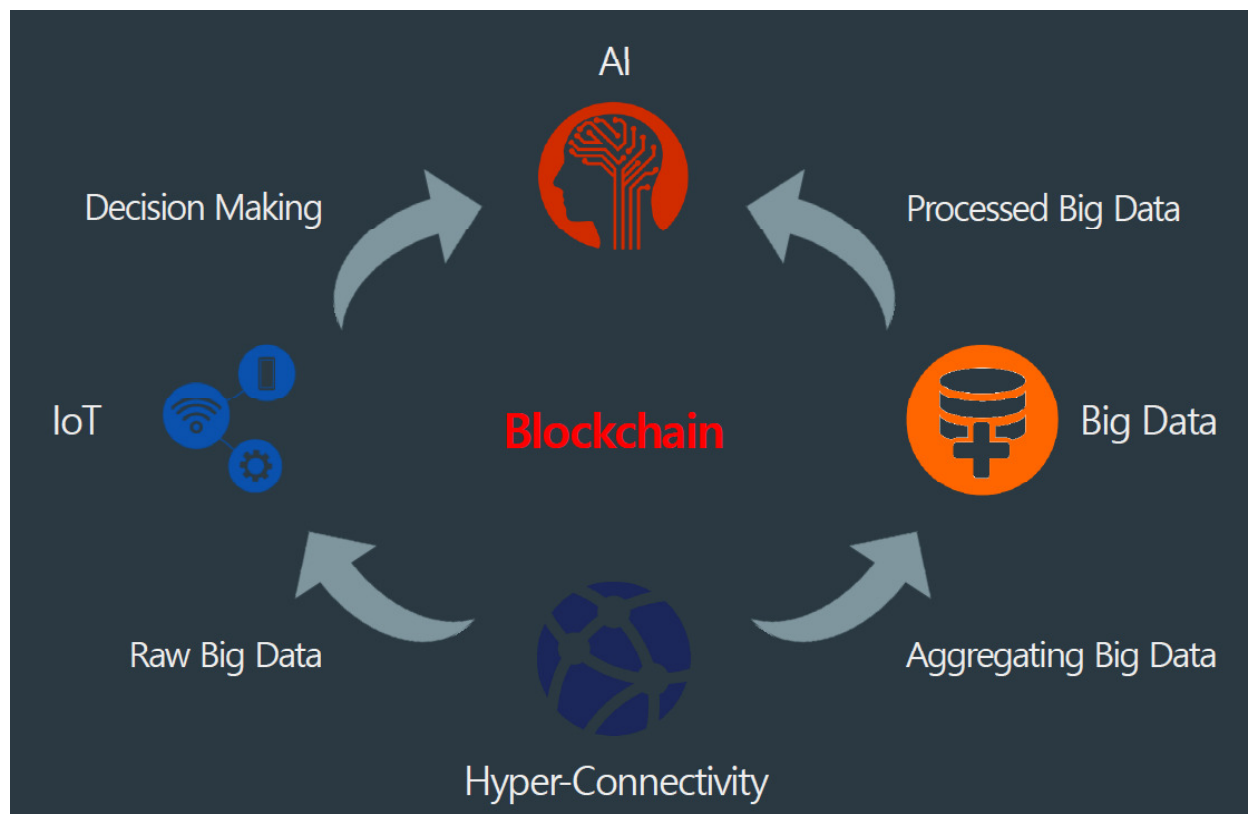 AI
Decision Making
Processed Big Data
IoT
Blockchain
Big Data
Raw Big Data
Aggregating Big Data
Hyper-Connectivity